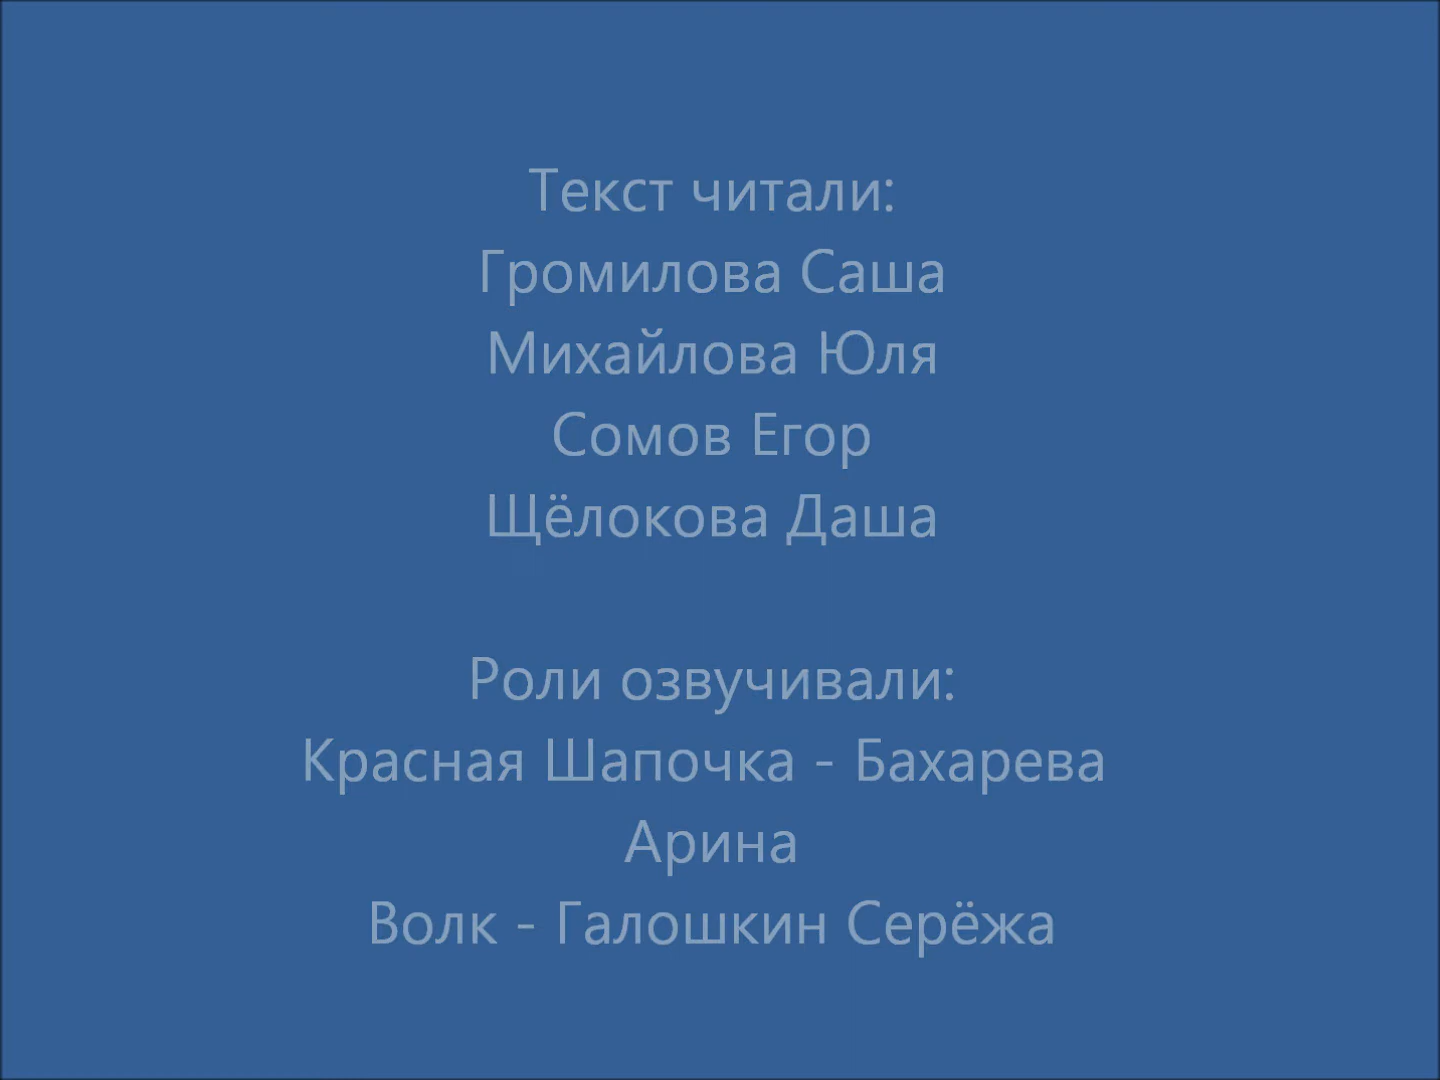 Текст читали:
Громилова Саша
Михайлова Юля
Сомов Егор
Щёлокова Даша
Роли озвучивали:
Красная Шапочка - Бахарева
Арина
Волк - Галошкин Серёжа